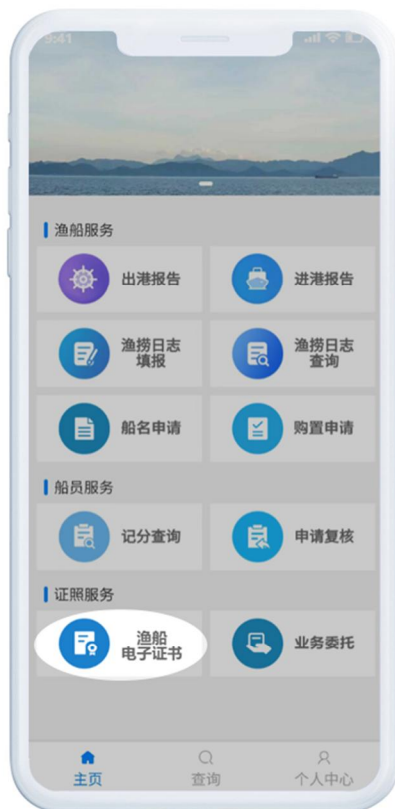 9:41
渔船服务
出港报告
进港报告
渔捞日志
填报
渔捞日志
查询
船名申请
购置申请
船员服务
记分查询
申请复核
证照服务
渔船
电子证书
业务委托
主页
查询
个人中心